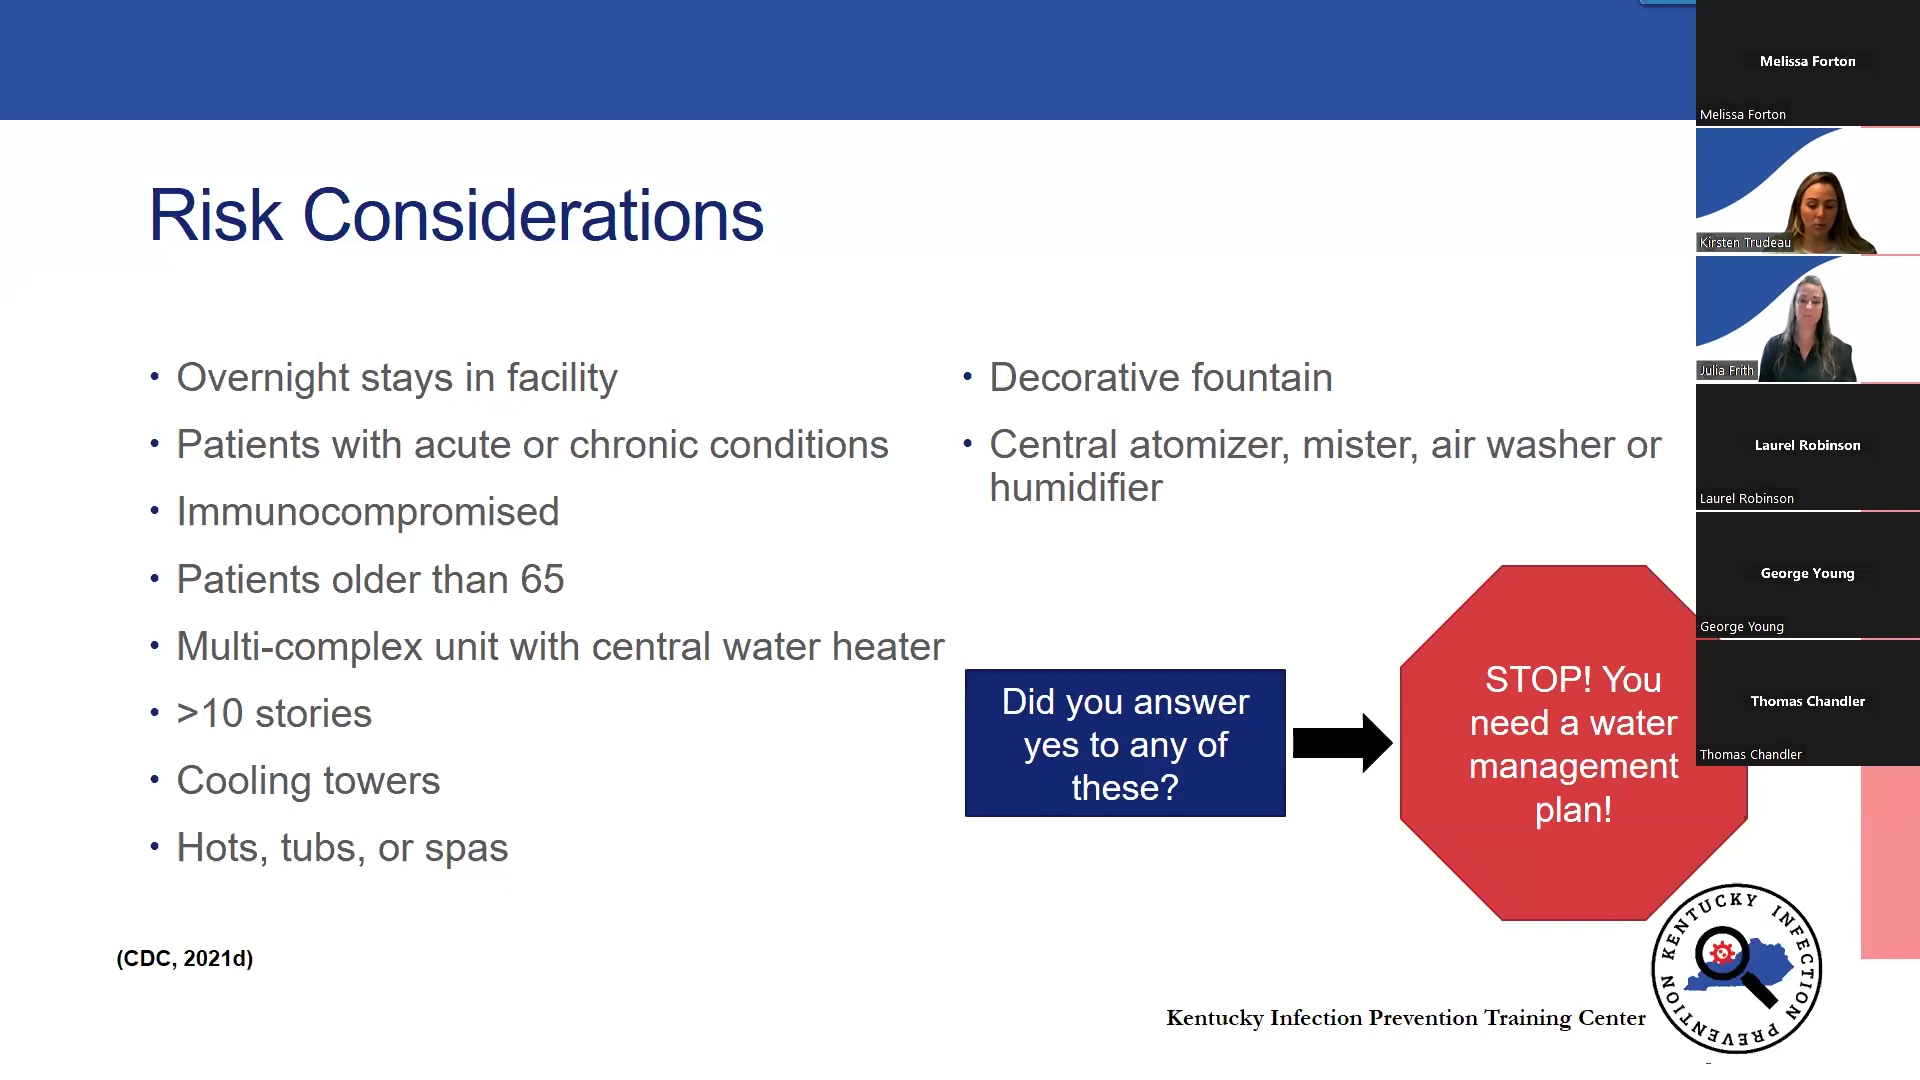 Risk Considerations
• Overnight stays in facility
• Patients with acute or chronic conditions
• Immunocompromised
• Patients older than 65
• Multi-complex unit with central water heater
• >10 stories
• Cooling towers
• Hots, tubs, or spas
• Decorative fountain
• Central atomizer, mister, air washer or
humidifier
Did you answer
yes to any of
these?
STOP! You
need a water
management
plan!
(CDC, 2021d)
Kentucky Infection Prevention Training Center
KENTUCKY INFECTION PREVENTION
Melissa Forton
Melissa Forton
Kirsten Trudeau
Julia Frith
Laurel Robinson
Laurel Robinson
George Young
George Young
Thomas Chandler
Thomas Chandler